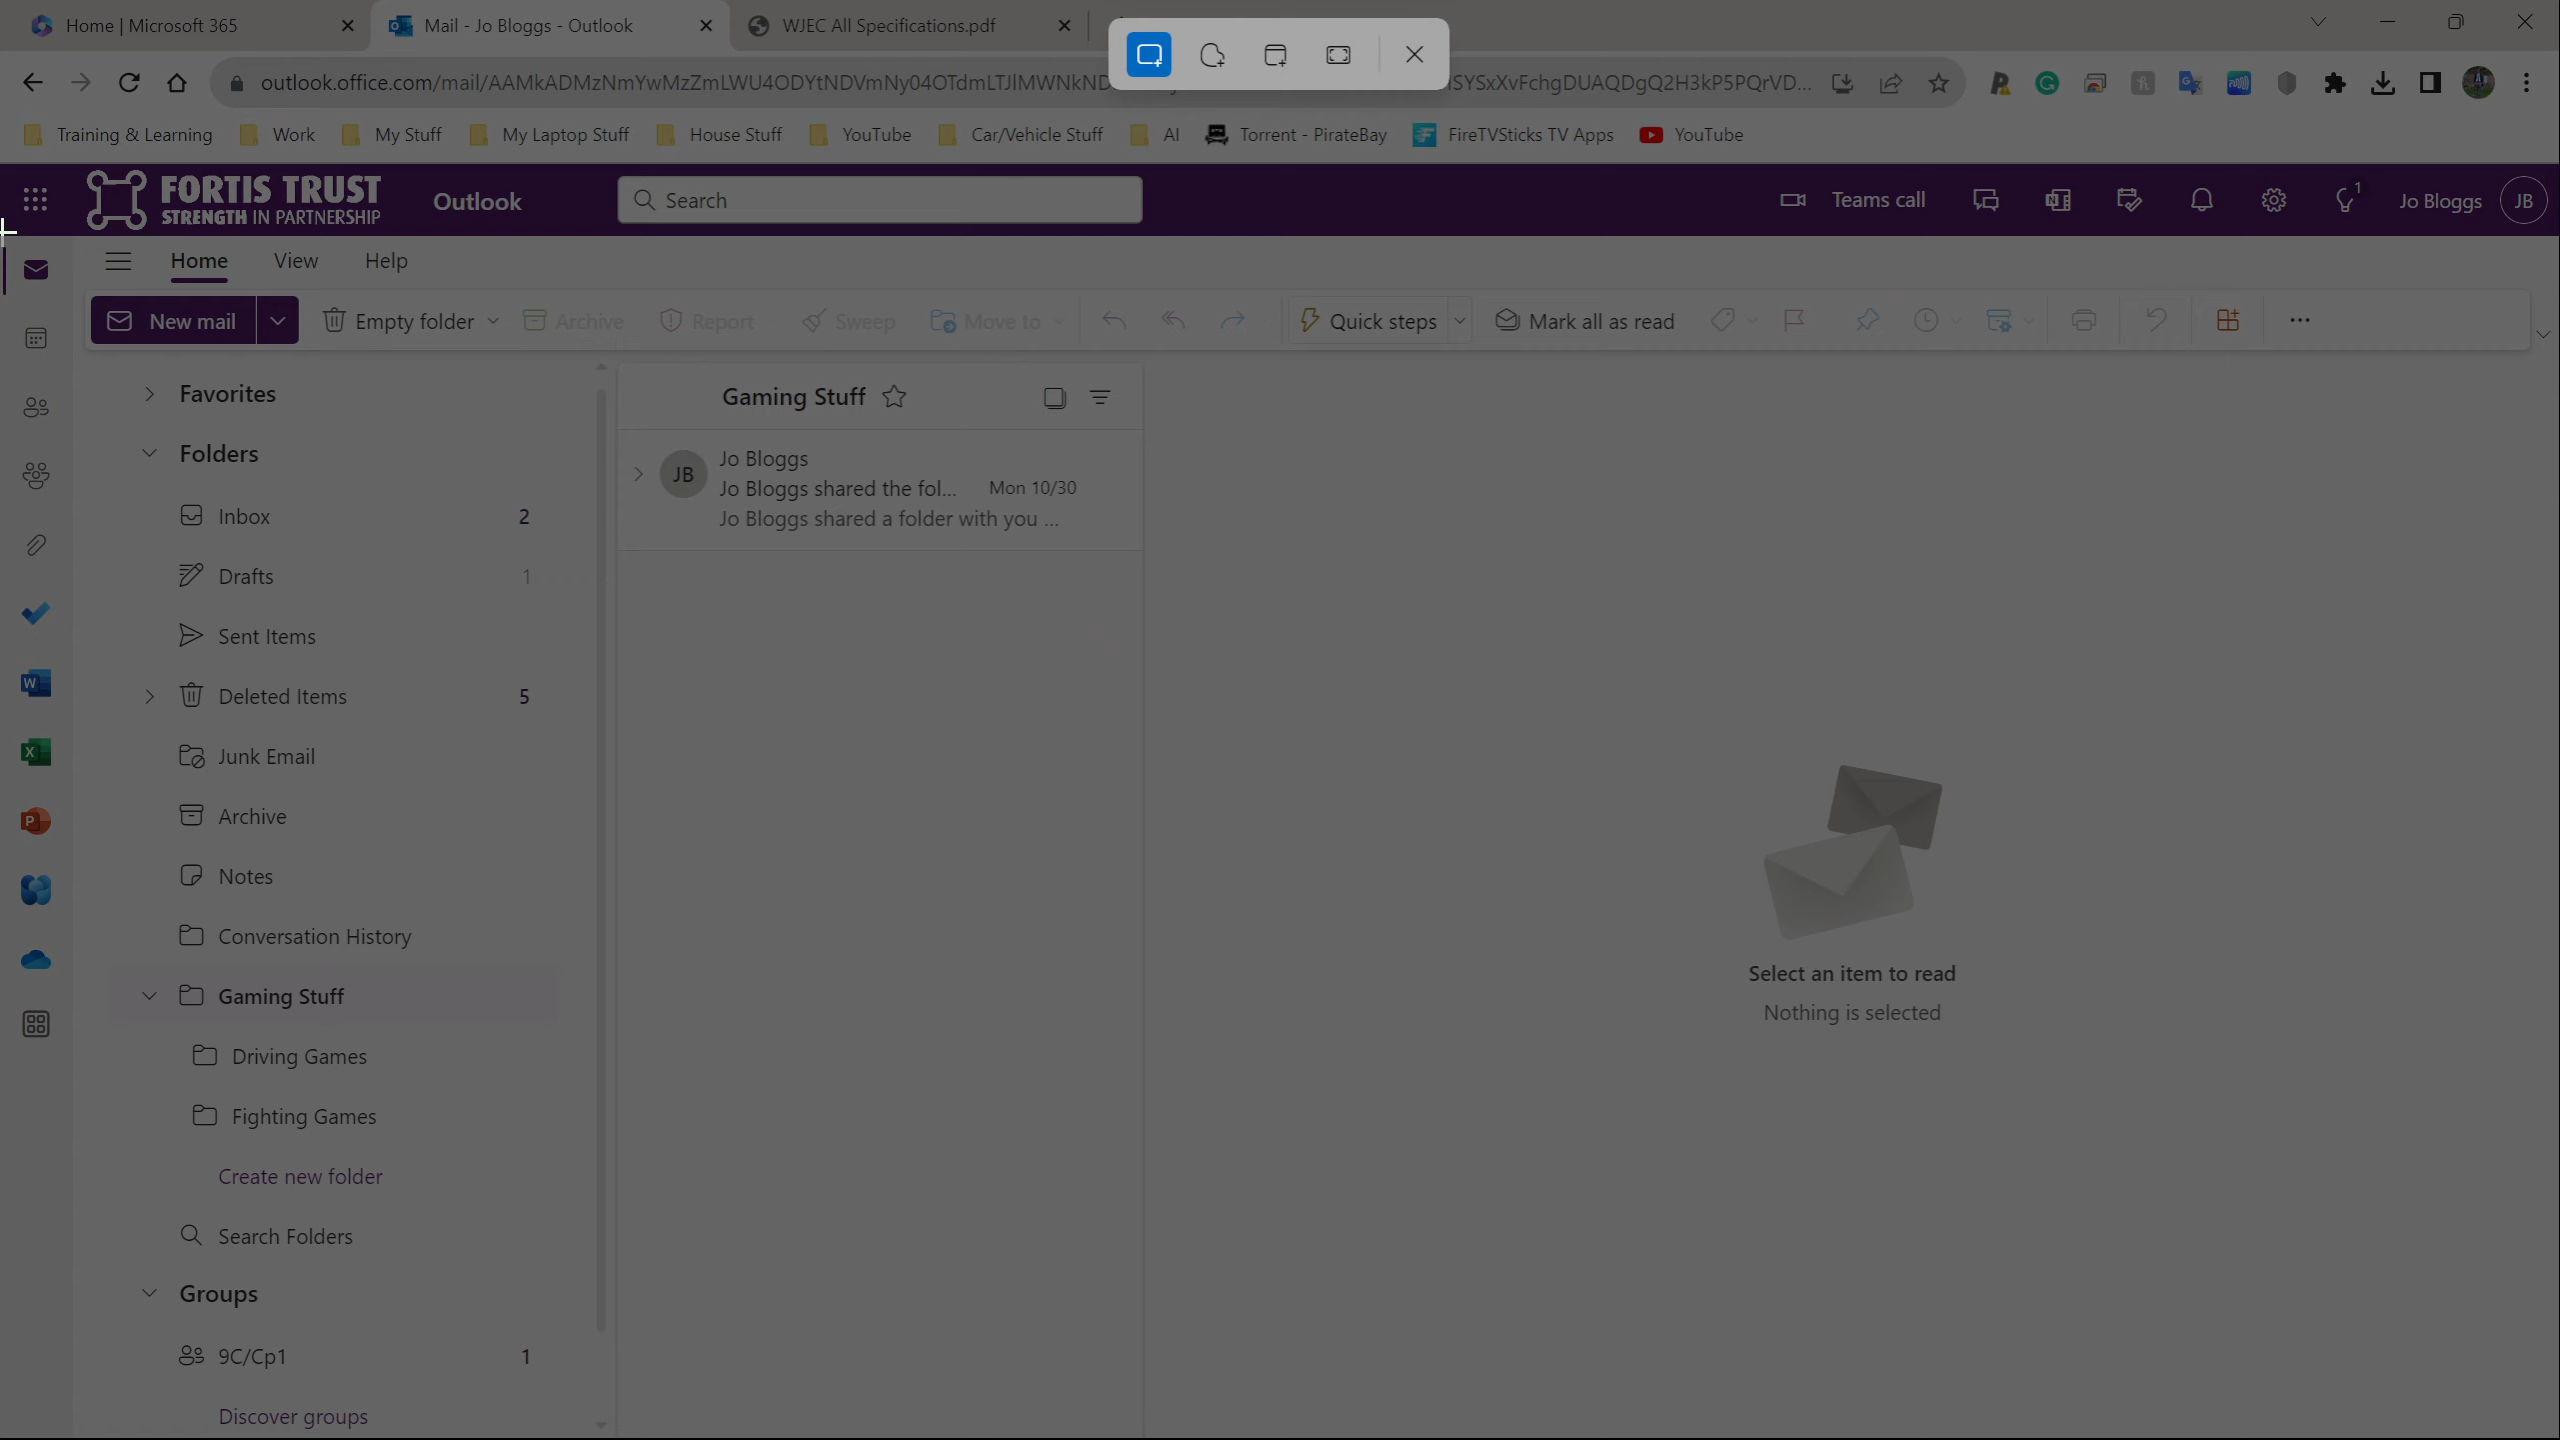 Home | Microsoft 365
Mail - Jo Bloggs - Outlook
WJEC All Specifications.pdf
Training & Learning
Work
My Stuff
My Laptop Stuff
House Stuff
YouTube
Car/Vehicle Stuff
AI
Torrent - PirateBay
FireTVSticks TV Apps
YouTube
FORTIS TRUST
STRENGTH IN PARTNERSHIP
Outlook
Search
Teams call
1
Jo Bloggs
JB
Home
View
Help
New mail
Empty folder
Archive
Report
Sweep
Move to
Quick steps
Mark all as read
Favorites
Folders
Inbox 2
Drafts 1
Sent Items
Deleted Items 5
Junk Email
Archive
Notes
Conversation History
Gaming Stuff
Driving Games
Fighting Games
Create new folder
Search Folders
Groups
9C/Cp1 1
Discover groups
Gaming Stuff
JB
Jo Bloggs
Jo Bloggs shared the fol... Mon 10/30
Jo Bloggs shared a folder with you ...
Select an item to read
Nothing is selected